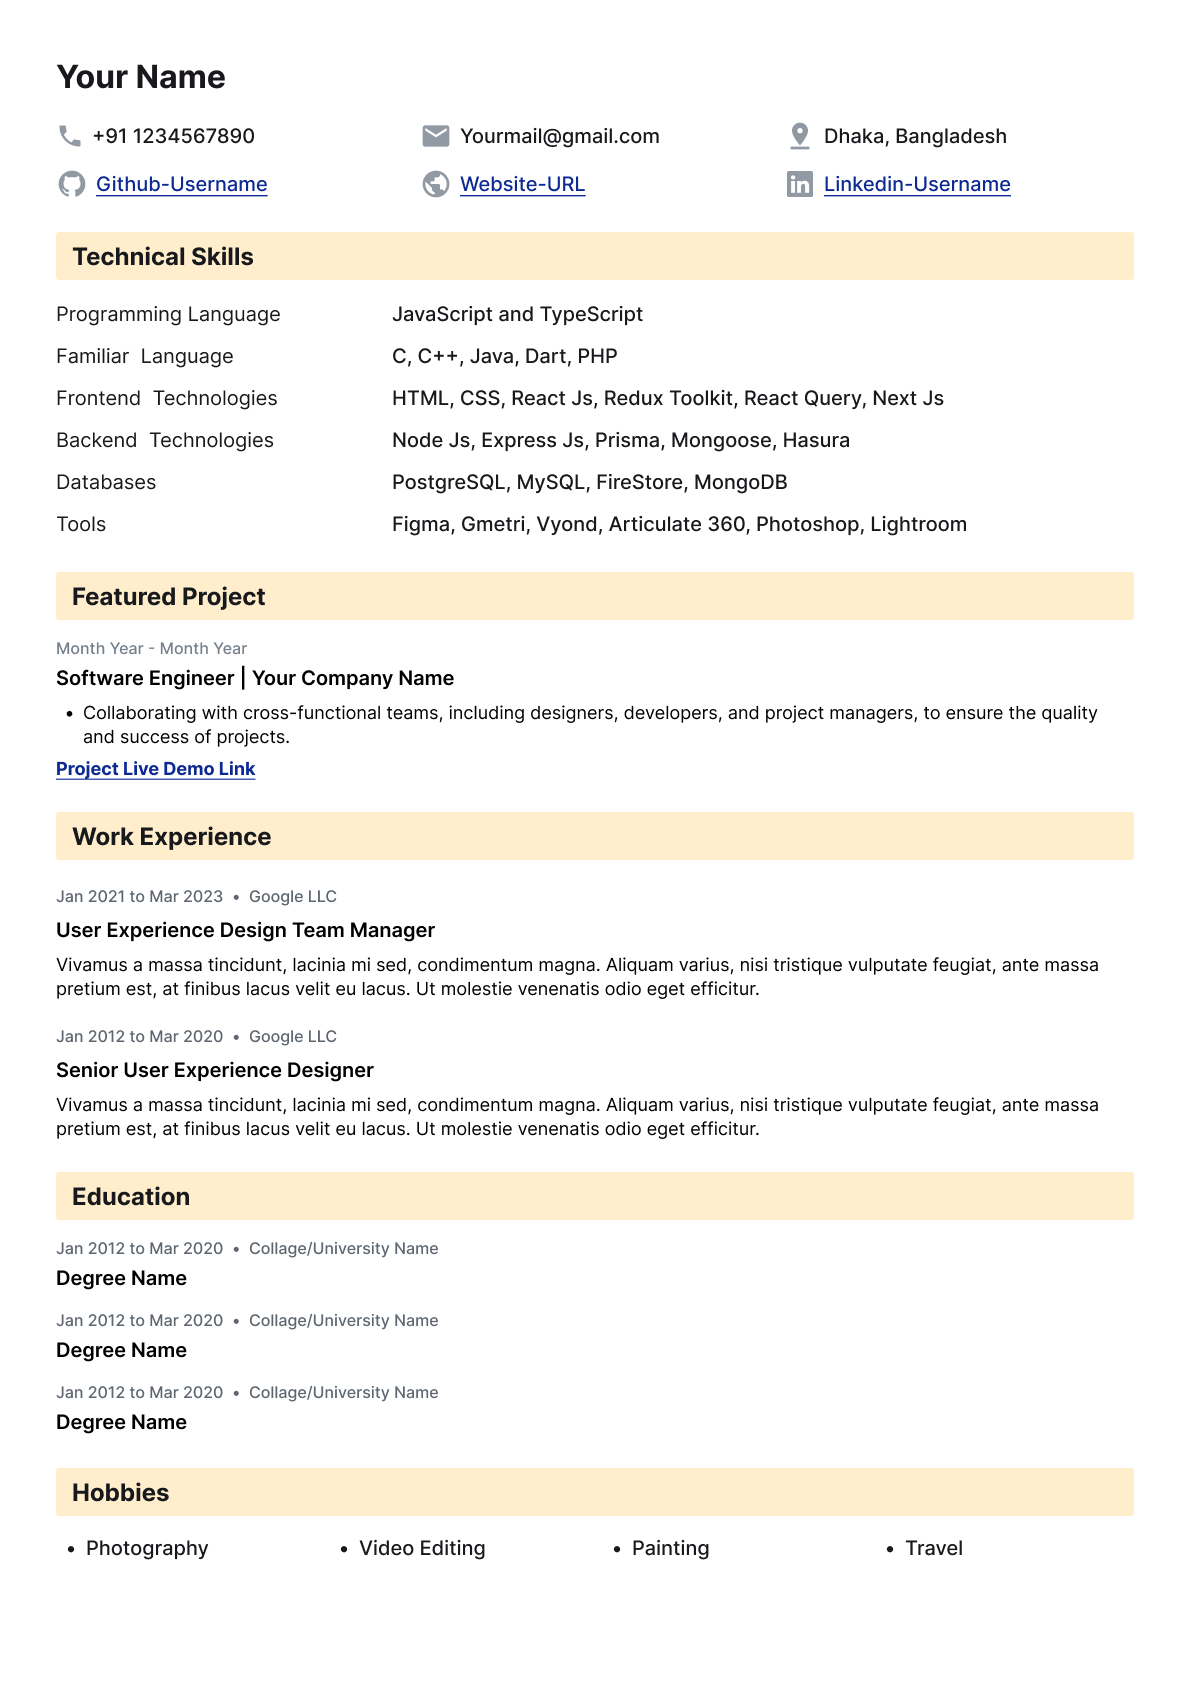 Your Name
+91 1234567890 Yourmail@gmail.com Dhaka, Bangladesh
Github-Username Website-URL Linkedin-Username
Technical Skills
Programming Language JavaScript and TypeScript
Familiar Language C, C++, Java, Dart, PHP
Frontend Technologies HTML, CSS, React Js, Redux Toolkit, React Query, Next Js
Backend Technologies Node Js, Express Js, Prisma, Mongoose, Hasura
Databases PostgreSQL, MySQL, FireStore, MongoDB
Tools Figma, Gmetri, Vyond, Articulate 360, Photoshop, Lightroom
Featured Project
Month Year - Month Year
Software Engineer | Your Company Name
• Collaborating with cross-functional teams, including designers, developers, and project managers, to ensure the quality
and success of projects.
Project Live Demo Link
Work Experience
Jan 2021 to Mar 2023 • Google LLC
User Experience Design Team Manager
Vivamus a massa tincidunt, lacinia mi sed, condimentum magna. Aliquam varius, nisi tristique vulputate feugiat, ante massa
pretium est, at finibus lacus velit eu lacus. Ut molestie venenatis odio eget efficitur.
Jan 2012 to Mar 2020 • Google LLC
Senior User Experience Designer
Vivamus a massa tincidunt, lacinia mi sed, condimentum magna. Aliquam varius, nisi tristique vulputate feugiat, ante massa
pretium est, at finibus lacus velit eu lacus. Ut molestie venenatis odio eget efficitur.
Education
Jan 2012 to Mar 2020 • Collage/University Name
Degree Name
Jan 2012 to Mar 2020 • Collage/University Name
Degree Name
Jan 2012 to Mar 2020 • Collage/University Name
Degree Name
Hobbies
• Photography • Video Editing • Painting • Travel